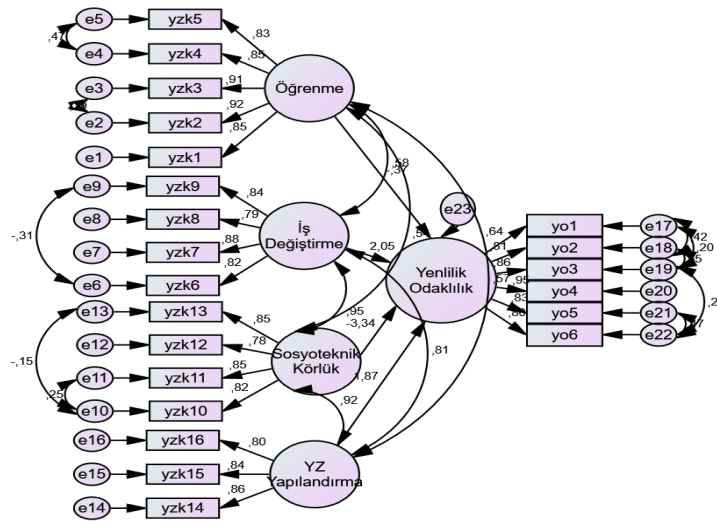 e5
yzk5
,83
,47
e4
yzk4
,85
e3
yzk3
,91
Öğrenme
e2
yzk2
,92
e1
yzk1
,85
e9
yzk9
,84
,58
e8
yzk8
,79
İş
Değiştirme
-,31
e7
yzk7
,88
e6
yzk6
,82
2,05
e23
Yenlilik
Odaklılık
,64
yo1
e17
,42
,81
yo2
e18
,20
,86
yo3
e19
,95
yo4
e20
,57
,83
yo5
e21
yo6
e22
e13
yzk13
,85
,95
-3,34
e12
yzk12
,78
Sosyoteknik
Körlük
-,15
e11
yzk11
,85
1,87
,81
,25
e10
yzk10
,82
,92
e16
yzk16
,80
e15
yzk15
,84
YZ
Yapılandırma
e14
yzk14
,86